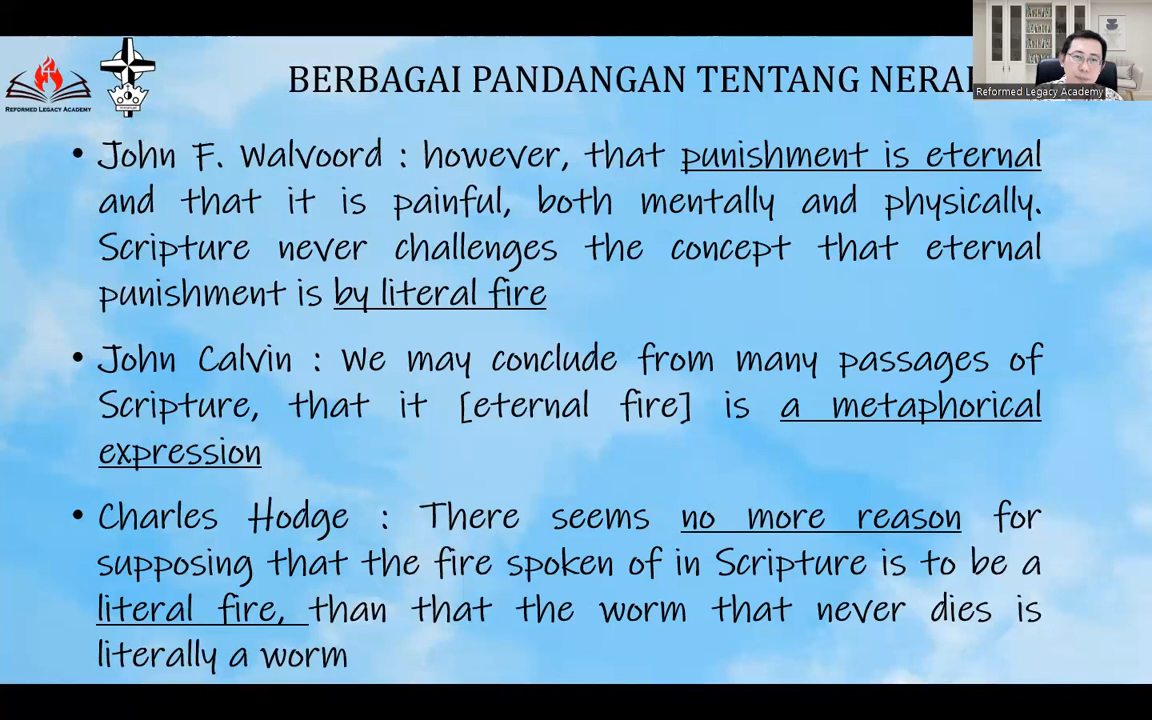 REFORMED LEGACY ACADEMY
BERBAGAI PANDANGAN TENTANG
Reformed Legacy Academy
• John F. Walvoord : however, that punishment is eternal
and that it is painful, both mentally and physically.
Scripture never challenges the concept that eternal
punishment is by literal fire
• John Calvin : We may conclude from many passages of
Scripture, that it [eternal fire] is a metaphorical
expression
• Charles Hodge : There seems no more reason for
supposing that the fire spoken of in Scripture is to be a
literal fire, than that the worm that never dies is
literally a worm